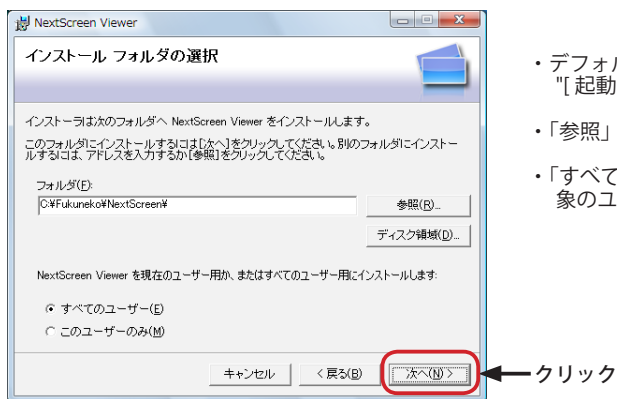 NextScreen Viewer
インストール フォルダの選択
インストーラは次のフォルダへ NextScreen Viewer をインストールします。
このフォルダにインストールするには[次へ]をクリックしてください。別のフォルダにインストー
ルするには、アドレスを入力するか[参照]をクリックしてください。
フォルダ(F):
C:¥Fukuneko¥NextScreen¥
参照(R)...
ディスク領域(D)...
NextScreen Viewer を現在のユーザー用か、またはすべてのユーザー用にインストールします:
すべてのユーザー(E)
このユーザーのみ(M)
キャンセル
< 戻る(B)
次へ(N) >
クリック
・デフォル
"[ 起動
・「参照」
・「すべて
象のユ